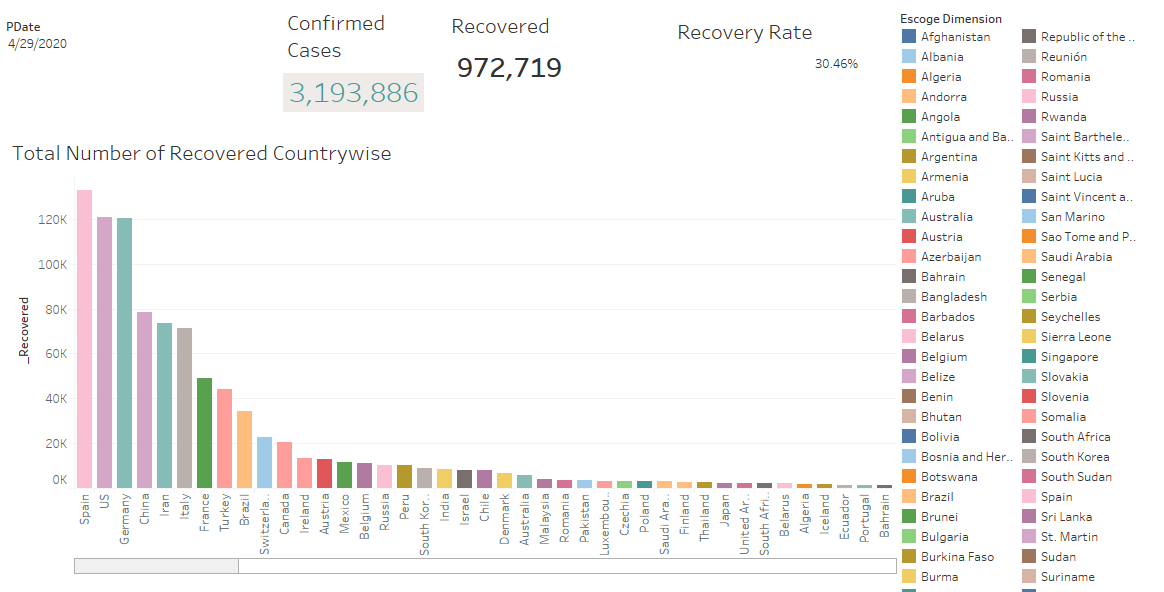 PDate
4/29/2020
Confirmed
Cases
3,193,886
Recovered
972,719
Recovery Rate
30.46%
Total Number of Recovered Countrywise
_Recovered
120K
100K
80K
60K
40K
20K
0K
Spain
US
Germany
China
Iran
Italy
France
Turkey
Brazil
Switzerla..
Canada
Ireland
Austria
Mexico
Belgium
Russia
Peru
South Kor..
India
Israel
Chile
Denmark
Australia
Malaysia
Romania
Pakistan
Luxembou..
Czechia
Poland
Saudi Ara..
Finland
Thailand
Japan
United Ar..
South Afri..
Belarus
Algeria
Iceland
Ecuador
Portugal
Bahrain
Escoge Dimension
Afghanistan
Albania
Algeria
Andorra
Angola
Antigua and Ba..
Argentina
Armenia
Aruba
Australia
Austria
Azerbaijan
Bahrain
Bangladesh
Barbados
Belarus
Belgium
Belize
Benin
Bhutan
Bolivia
Bosnia and Her..
Botswana
Brazil
Brunei
Bulgaria
Burkina Faso
Burma
Republic of the ..
Reunión
Romania
Russia
Rwanda
Saint Barthele..
Saint Kitts and ..
Saint Lucia
Saint Vincent a..
San Marino
Sao Tome and P..
Saudi Arabia
Senegal
Serbia
Seychelles
Sierra Leone
Singapore
Slovakia
Slovenia
Somalia
South Africa
South Korea
South Sudan
Spain
Sri Lanka
St. Martin
Sudan
Suriname